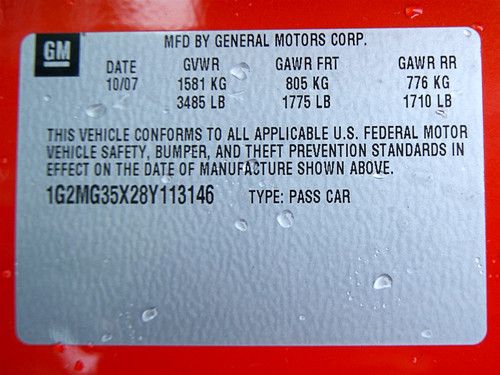 GM
MFD BY GENERAL MOTORS CORP.
DATE GVWR GAWR FRT GAWR RR
10/07 1581 KG 805 KG 776 KG
3485 LB 1775 LB 1710 LB
THIS VEHICLE CONFORMS TO ALL APPLICABLE U.S. FEDERAL MOTOR
VEHICLE SAFETY, BUMPER, AND THEFT PREVENTION STANDARDS IN
EFFECT ON THE DATE OF MANUFACTURE SHOWN ABOVE.
1G2MG35X28Y113146 TYPE: PASS CAR